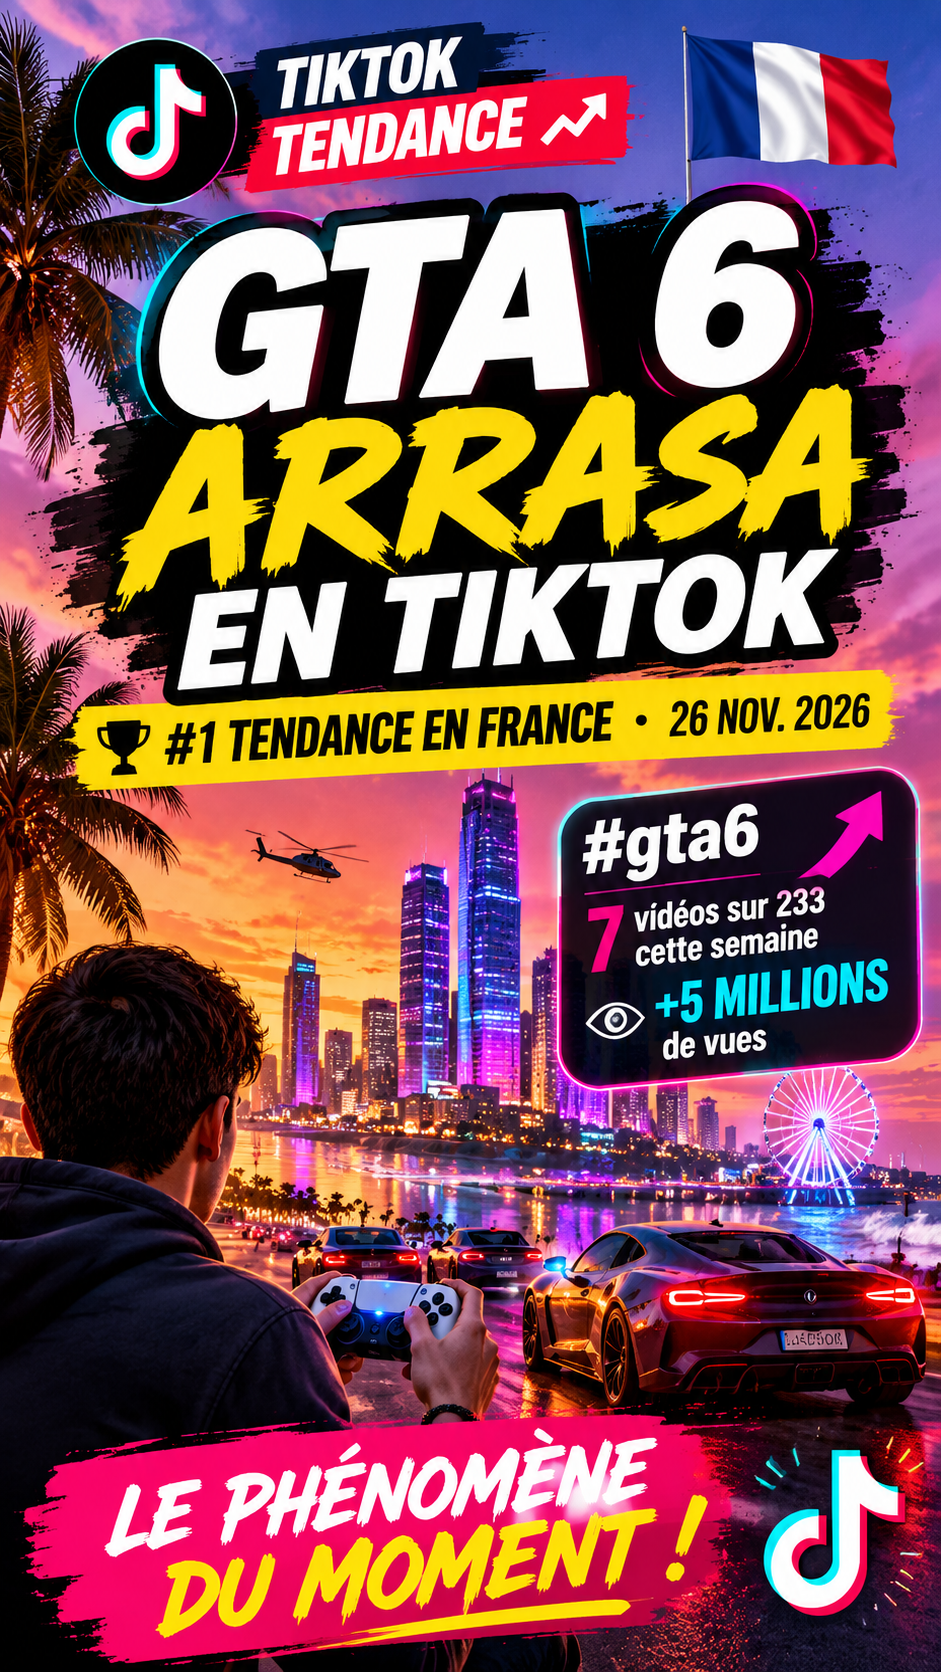 TIKTOK
TENDANCE
GTA 6
ARRASA
EN TIKTOK
#1 TENDANCE EN FRANCE • 26 NOV. 2026
#gta6
7 vidéos sur 233
cette semaine
+5 MILLIONS
de vues
LE PHÉNOMÈNE
DU MOMENT !